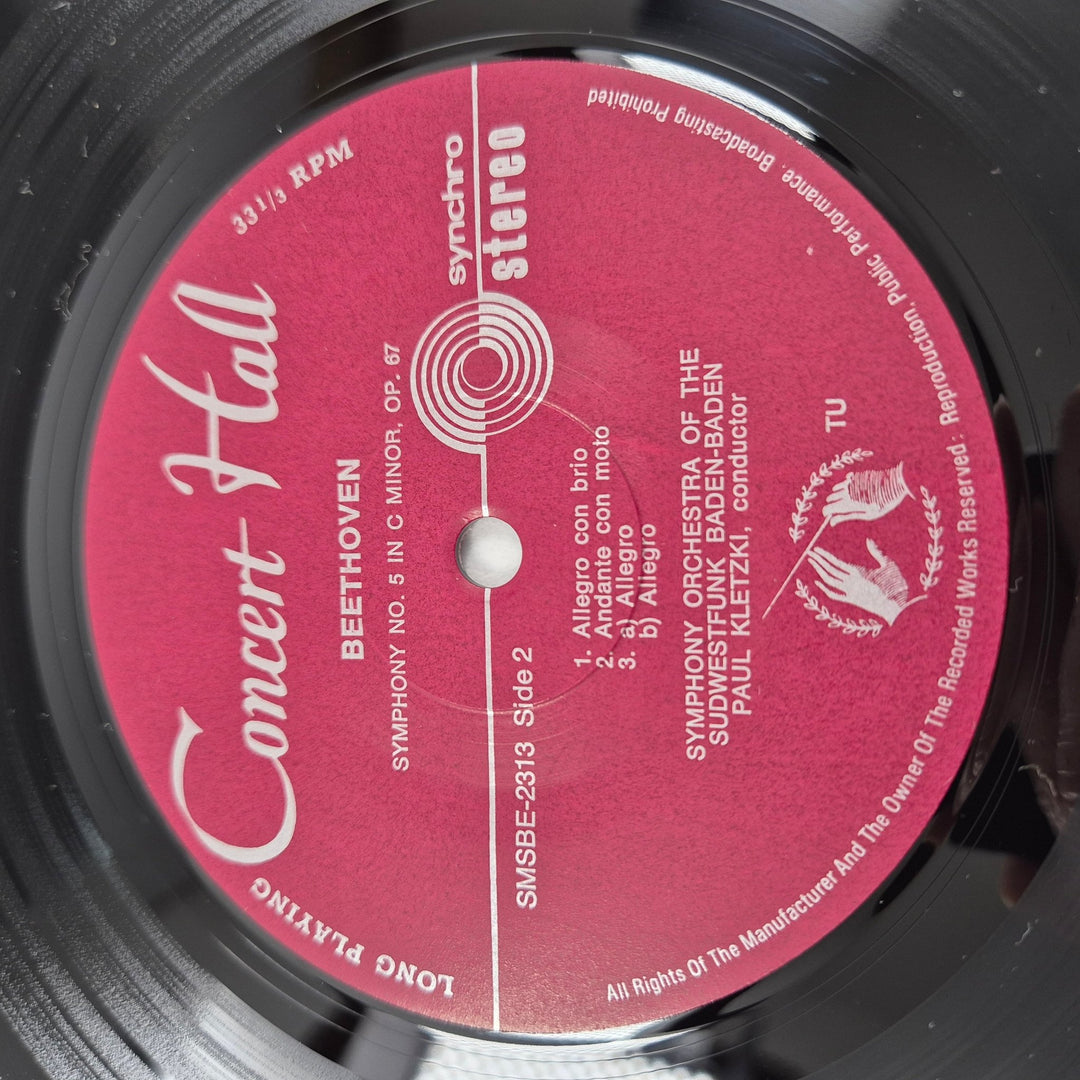 LONG PLAYING
33 1/3 RPM
Concert Hall
BEETHOVEN
SYMPHONY NO. 5 IN C MINOR, OP. 67
synchro
stereo
SMSBE-2313 Side 2
1. Allegro con brio
2. Andante con moto
3. a) Allegro
b) Allegro
SYMPHONY ORCHESTRA OF THE
SUDWESTFUNK BADEN-BADEN
PAUL KLETZKI, conductor
TU
All Rights Of The Manufacturer And The Owner Of The Recorded Works Reserved: Reproduction, Public Performance. Broadcasting Prohibited